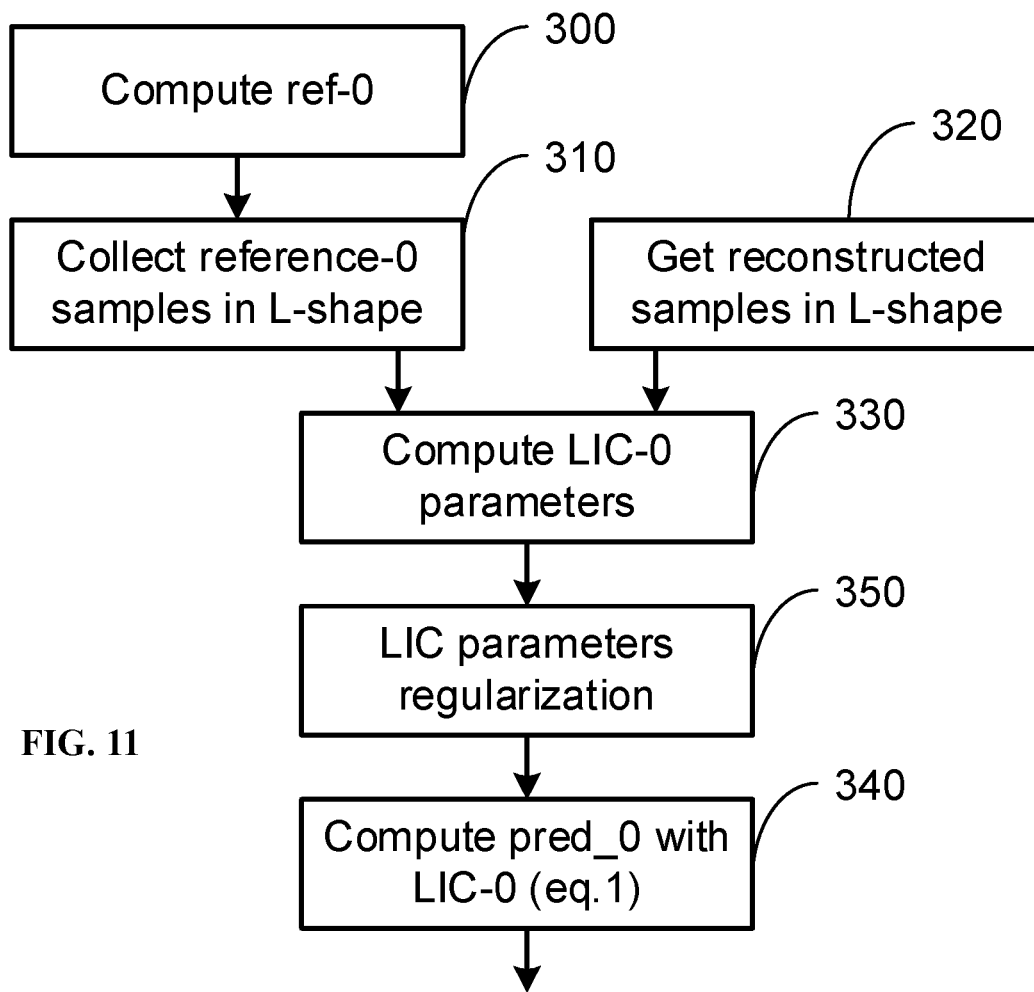 300
Compute ref-0
310
320
Collect reference-0
samples in L-shape
Get reconstructed
samples in L-shape
330
Compute LIC-0
parameters
350
LIC parameters
regularization
FIG. 11
340
Compute pred_0 with
LIC-0 (eq.1)